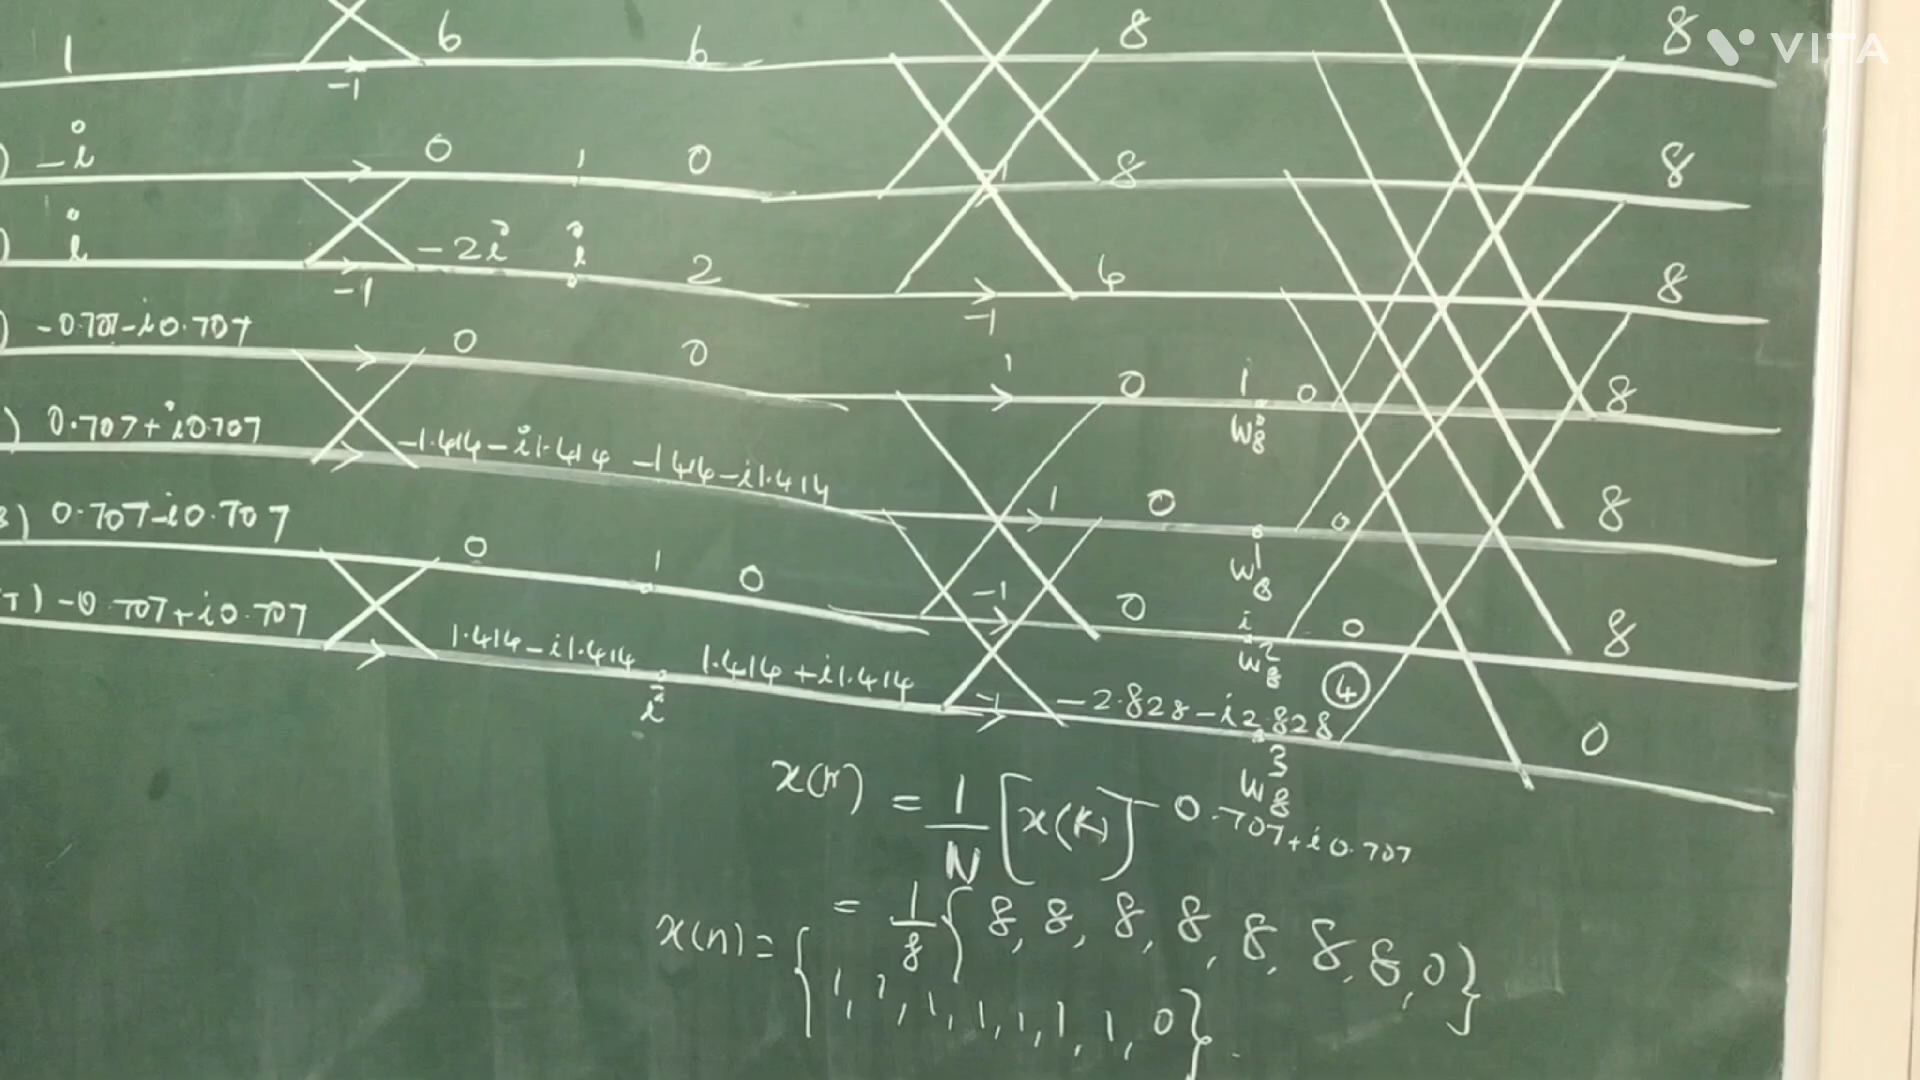 VITA
1 -1 6 6 8 8
-i 0 1 0 1 8 8
i -1 -2i i 2 -1 6 8
-0.707-i0.707 0 0 1 0 1 W8^0 0 8
0.707+i0.707 -1.414-i1.414 -1.414-i1.414 1 0 W8^1 0 8
0.707-i0.707 0 1 0 -1 0 i W8^2 0 8
7) -0.707+i0.707 1.414-i1.414 i 1.414+i1.414 -1 -2.828-i2.828 W8^3 4 0
x(n) = 1/N [x(k)] -0.707+i0.707
= 1/8 { 8, 8, 8, 8, 8, 8, 8, 0}
x(n) = { 1, 1, 1, 1, 1, 1, 1, 0}.